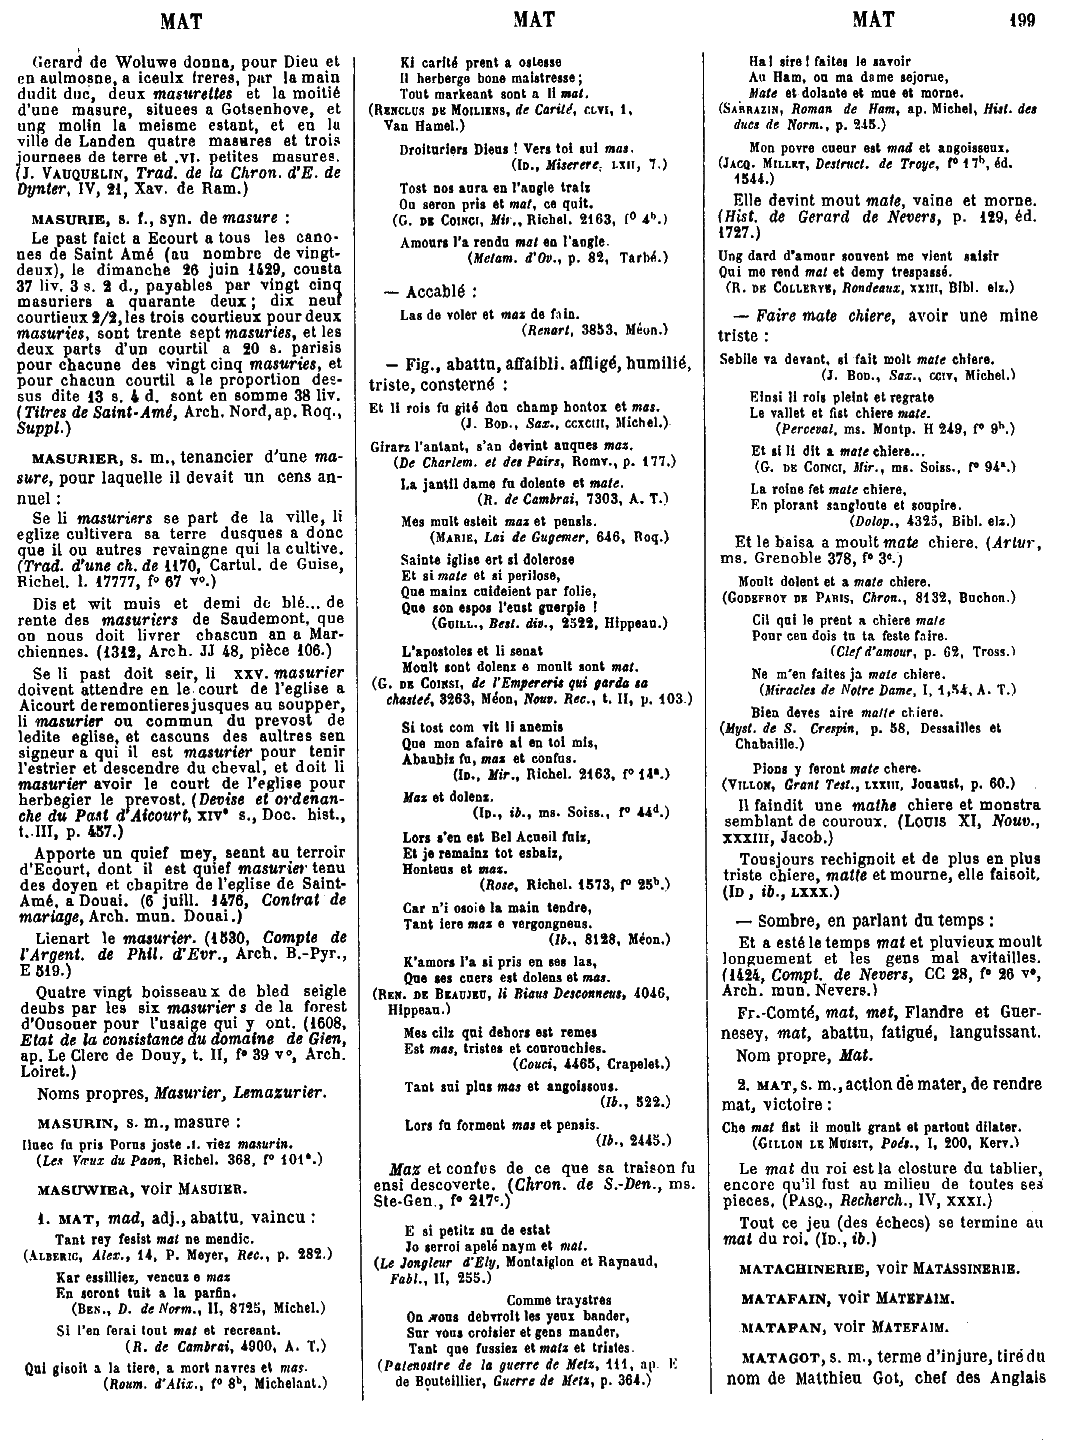 MAT
MAT
MAT
199
Gerard de Woluwe donna, pour Dieu et
en aulmosne, a iceulx freres, par la main
dudit duc, deux masurettes et la moitié
d'une masure, situees a Gotsenhove, et
ung molin la meisme estant, et en la
ville de Landen quatre masures et trois
journees de terre et .VI. petites masures.
(J. VAUQUELIN, Trad. de la Chron. d'E. de
Dynter, IV, 21, Xav. de Ram.)
MASURIE, s. f., syn. de masure :
Le past faict a Ecourt a tous les cano-
nes de Saint Amé (au nombre de vingt-
deux), le dimanche 26 juin 1429, cousta
37 liv. 3 s. 2 d., payables par vingt cinq
masuriers a quarante deux ; dix neuf
courtieux 2/2, les trois courtieux pour deux
masuries, sont trente sept masuries, et les
deux parts d'un courtil a 20 s. parisis
pour chacune des vingt cinq masuries, et
pour chacun courtil a le proportion des-
sus dite 13 s. 4 d. sont en somme 38 liv.
(Titres de Saint-Amé, Arch. Nord, ap. Roq.,
Suppl.)
MASURIER, s. m., tenancier d'une ma-
sure, pour laquelle il devait un cens an-
nuel :
Se li masuriers se part de la ville, li
eglize cultivera sa terre dusques a donc
que il ou autres revaingne qui la cultive.
(Trad. d'une ch. de 1170, Cartul. de Guise,
Richel. l. 17777, f° 67 v°.)
Dis et wit muis et demi de blé... de
rente des masuriers de Saudemont, que
on nous doit livrer chascun an a Mar-
chiennes. (1312, Arch. JJ 48, pièce 106.)
Se li past doit seir, li XXV. masurier
doivent attendre en le court de l'eglise a
Aicourt de remontieres jusques au soupper,
li masurier ou commun du prevost de
ledite eglise, et cascuns des aultres sen
signeur a qui il est masurier pour tenir
l'estrier et descendre du cheval, et doit li
masurier avoir le court de l'eglise pour
herbegier le prevost. (Devise et ordenan-
che du Past d'Aicourt, XIV° s., Doc. hist.,
t. III, p. 457.)
Apporte un quief mey, seant au terroir
d'Ecourt, dont il est quief masurier tenu
des doyen et chapitre de l'eglise de Saint-
Amé, a Douai. (6 juill. 1476, Contrat de
mariage, Arch. mun. Douai.)
Lienart le masurier. (1530, Compte de
l'Argent. de Phil. d'Evr., Arch. B.-Pyr.,
E 519.)
Quatre vingt boisseaux de bled seigle
deubs par les six masuriers de la forest
d'Ousouer pour l'usaige qui y ont. (1608,
Etat de la consistance du domaine de Gien,
ap. Le Clerc de Douy, t. II, f° 39 v°, Arch.
Loiret.)
Noms propres, Masurier, Lemazurier.
MASURIN, s. m., masure :
Iluec fu pris Porus joste .I. viez masurin.
(Les Vœux du Paon, Richel. 368, f° 101ª.)
MASUWIER, voir MASUIER.
1. MAT, mad, adj., abattu, vaincu :
Tant rey fesist mat ne mendic.
(ALBERIC, Alex., 14, P. Meyer, Rec., p. 282.)
Kar essilliez, vencuz e maz
En seront tuit a la parfin.
(BEN., D. de Norm., II, 8725, Michel.)
Si l'en ferai tout mat et recreant.
(R. de Cambrai, 4900, A. T.)
Qui gisoit a la tiere, a mort navres et mas.
(Roum. d'Alix., f° 8ᵇ, Michelant.)
Ki carité prent a ostesse
Il herberge bone maistresse ;
Tout markeant sont a li mat.
(RENCLUS DE MOILIENS, de Carité, CLVI, 1,
Van Hamel.)
Droituriers Dieus ! Vers toi sui mas.
(ID., Miserere, LXII, 7.)
Tost nos aura en l'angle traiz
Ou seron pris et mat, ce quit.
(G. DE COINCI, Mir., Richel. 2163, f° 4ᵇ.)
Amours l'a rendu mat en l'angle.
(Metam. d'Ov., p. 82, Tarbé.)
— Accablé :
Las de voler et maz de fain.
(Renart, 3853, Méon.)
— Fig., abattu, affaibli, affligé, humilié,
triste, consterné :
Et li rois fu gité dou champ hontox et mas.
(J. BOD., Sax., CCXCIII, Michel.)
Girarz l'antant, s'an devint auques maz.
(De Charlem. et des Pairs, Romv., p. 177.)
La jantil dame fu dolente et mate.
(R. de Cambrai, 7303, A. T.)
Mes mult esteit maz et pensis.
(MARIE, Lai de Gugemer, 646, Roq.)
Sainte iglise ert si dolerose
Et si mate et si perilose,
Que mainz cuideient par folie,
Que son espos l'eust guerpie !
(GUILL., Best. div., 2522, Hippeau.)
L'apostoles et li senat
Moult sont dolenz e moult sont mat.
(G. DE COINSI, de l'Empereris qui garda sa
chasteé, 3263, Méon, Nouv. Rec., t. II, p. 103.)
Si tost com vit li anemis
Que mon afaire ai en toi mis,
Abaubiz fu, maz et confus.
(ID., Mir., Richel. 2163, f° 14ª.)
Maz et dolenz.
(ID., ib., ms. Soiss., f° 44ᵈ.)
Lors s'en est Bel Acueil fuiz,
Et je remainz tot esbaiz,
Honteus et maz.
(Rose, Richel. 1573, f° 25ᵇ.)
Car n'i osoie la main tendre,
Tant iere maz e vergongneus.
(Ib., 8128, Méon.)
K'amors l'a si pris en ses las,
Que ses cuers est dolens et mas.
(REN. DE BEAUJEU, li Biaus Desconneus, 4046,
Hippeau.)
Mes cilz qui dehors est remes
Est mas, tristes et courouchies.
(Couci, 4465, Crapelet.)
Tant sui plus mas et angoissous.
(Ib., 522.)
Lors fu forment mas et pensis.
(Ib., 2445.)
Maz et confus de ce que sa traison fu
ensi descoverte. (Chron. de S.-Den., ms.
Ste-Gen., f° 217ᶜ.)
E si petitz su de estat
Jo serroi apelé naym et mat.
(Le Jongleur d'Ely, Montaiglon et Raynaud,
Fabl., II, 255.)
Comme traystres
On vous debvroit les yeux bander,
Sur vous croisier et gens mander,
Tant que fussiez et matz et tristes.
(Patenostre de la guerre de Metz, 111, ap. E
de Bouteillier, Guerre de Metz, p. 364.)
Ha! sire ! faites le savoir
Au Ham, ou ma dame sejorne,
Mate et dolante et mue et morne.
(SARRAZIN, Roman de Ham, ap. Michel, Hist. des
ducs de Norm., p. 245.)
Mon povre cueur est mad et angoisseux.
(JACQ. MILLET, Destruct. de Troye, f° 17ᵇ, éd.
1544.)
Elle devint mout mate, vaine et morne.
(Hist. de Gerard de Nevers, p. 129, éd.
1727.)
Ung dard d'amour souvent me vient saisir
Qui me rend mat et demy trespassé.
(R. DE COLLERYE, Rondeaux, XXIII, Bibl. elz.)
— Faire mate chiere, avoir une mine
triste :
Sebile va devant, si fait molt mate chiere.
(J. BOD., Sax., CCIV, Michel.)
Einsi li rois pleint et regrate
Le vallet et fist chiere mate.
(Perceval, ms. Montp. H 249, f° 9ᵇ.)
Et si li dit a mate chiere...
(G. DE COINCI, Mir., ms. Soiss., f° 94ª.)
La roine fet mate chiere,
En plorant sangloute et soupire.
(Dolop., 4325, Bibl. elz.)
Et le baisa a moult mate chiere. (Artur,
ms. Grenoble 378, f° 3ᶜ.)
Moult dolent et a mate chiere.
(GODEFROY DE PARIS, Chron., 8132, Buchon.)
Cil qui le prent a chiere mate
Pour ceu dois tu ta feste faire.
(Clef d'amour, p. 62, Tross.)
Ne m'en faites ja mate chiere.
(Miracles de Notre Dame, I, 1,54, A. T.)
Bien deves aire matte chiere.
(Myst. de S. Crespin, p. 58, Dessailles et
Chabaille.)
Pions y feront mate chere.
(VILLON, Grant Test., LXXIII, Jouaust, p. 60.)
Il faindit une mathe chiere et monstra
semblant de couroux. (LOUIS XI, Nouv.,
XXXIII, Jacob.)
Tousjours rechignoit et de plus en plus
triste chiere, matte et mourne, elle faisoit.
(ID, ib., LXXX.)
— Sombre, en parlant du temps :
Et a esté le temps mat et pluvieux moult
longuement et les gens mal avitailles.
(1424, Compt. de Nevers, CC 28, f° 26 v°,
Arch. mun. Nevers.)
Fr.-Comté, mat, met, Flandre et Guer-
nesey, mat, abattu, fatigué, languissant.
Nom propre, Mat.
2. MAT, s. m., action de mater, de rendre
mat, victoire :
Che mat fist il moult grant et partout dilater.
(GILLON LE MUISIT, Poés., I, 200, Kerv.)
Le mat du roi est la closture du tablier,
encore qu'il fust au milieu de toutes ses
pieces. (PASQ., Recherch., IV, XXXI.)
Tout ce jeu (des échecs) se termine au
mat du roi. (ID., ib.)
MATACHINERIE, voir MATASSINERIE.
MATAFAIN, voir MATEFAIM.
MATAFAN, voir MATEFAIM.
MATAGOT, s. m., terme d'injure, tiré du
nom de Matthieu Got, chef des Anglais